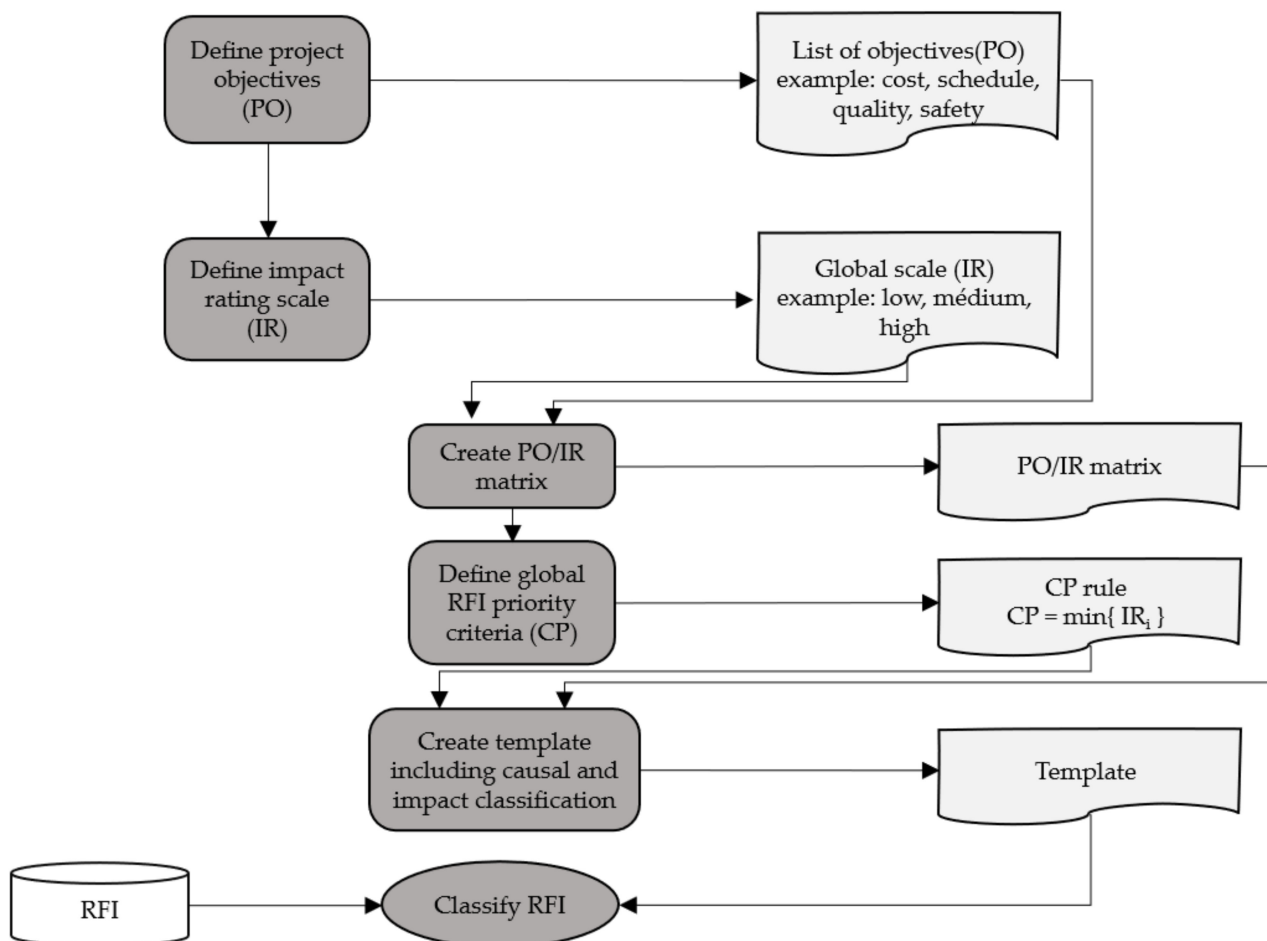 Define project
objectives
(PO)
List of objectives(PO)
example: cost, schedule,
quality, safety
Define impact
rating scale
(IR)
Global scale (IR)
example: low, médium,
high
Create PO/IR
matrix
PO/IR matrix
Define global
RFI priority
criteria (CP)
CP rule
CP = min{ IRi }
Create template
including causal and
impact classification
Template
RFI
Classify RFI